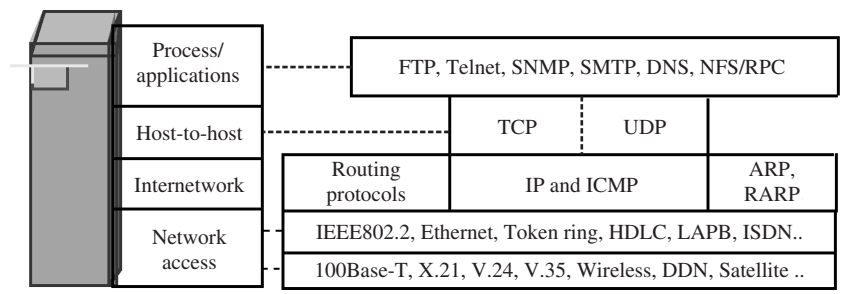 Process/
applications
FTP, Telnet, SNMP, SMTP, DNS, NFS/RPC
Host-to-host
TCP
UDP
Internetwork
Routing
protocols
IP and ICMP
ARP,
RARP
Network
access
IEEE802.2, Ethernet, Token ring, HDLC, LAPB, ISDN..
100Base-T, X.21, V.24, V.35, Wireless, DDN, Satellite ..